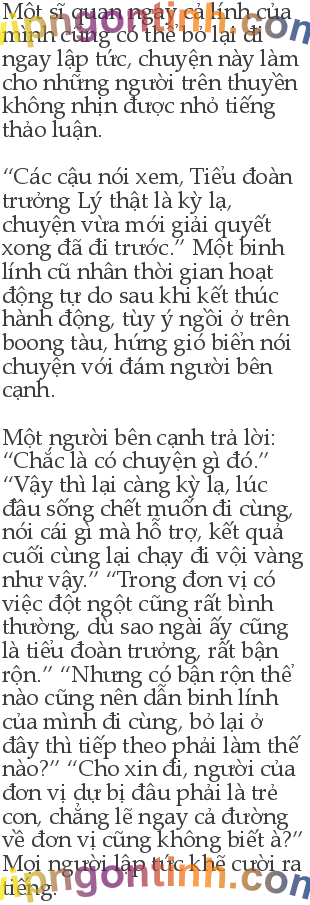 Một sĩ quan ngay cả lính của
mình cũng có thể bỏ lại đi
ngay lập tức, chuyện này làm
cho những người trên thuyền
không nhịn được nhỏ tiếng
thảo luận.
“Các cậu nói xem, Tiểu đoàn
trưởng Lý thật là kỳ lạ,
chuyện vừa mới giải quyết
xong đã đi trước.” Một binh
lính cũ nhân thời gian hoạt
động tự do sau khi kết thúc
hành động, tùy ý ngồi ở trên
boong tàu, hứng gió biển nói
chuyện với đám người bên
cạnh.
Một người bên cạnh trả lời:
“Chắc là có chuyện gì đó.”
“Vậy thì lại càng kỳ lạ, lúc
đầu sống chết muốn đi cùng,
nói cái gì mà hỗ trợ, kết quả
cuối cùng lại chạy đi vội vàng
như vậy.” “Trong đơn vị có
việc đột ngột cũng rất bình
thường, dù sao ngài ấy cũng
là tiểu đoàn trưởng, rất bận
rộn.” “Nhưng có bận rộn thế
nào cũng nên dẫn binh lính
của mình đi cùng, bỏ lại ở
đây thì tiếp theo phải làm thế
nào?” “Cho xin đi, người của
đơn vị dự bị đâu phải là trẻ
con, chẳng lẽ ngay cả đường
về đơn vị cũng không biết à?”
Mọi người lập tức khẽ cười ra
tiếng.
vipngontinh.com
vipngontinh.com